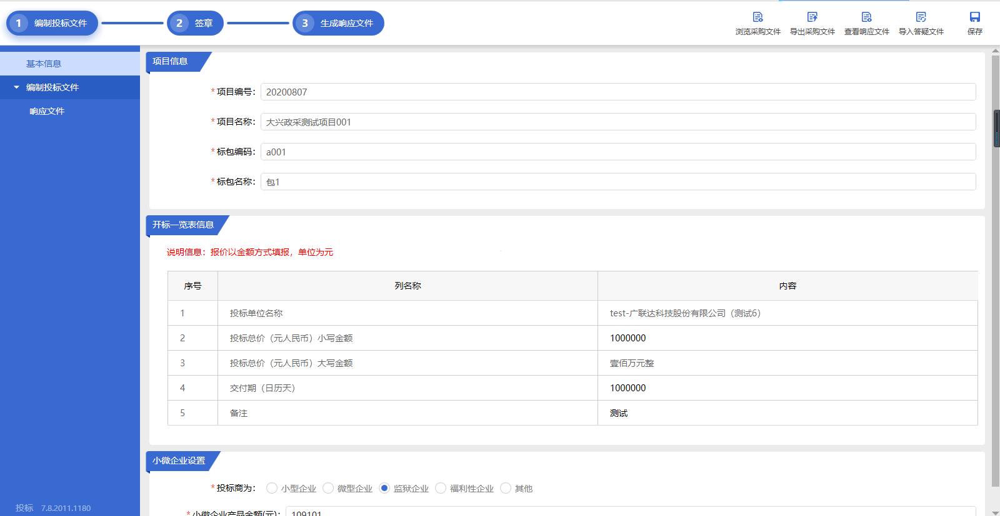 1 编制投标文件 2 签章 3 生成响应文件 浏览采购文件 导出采购文件 查看响应文件 导入答疑文件 保存
基本信息
编制投标文件
响应文件
项目信息
*项目编号: 20200807
*项目名称: 大兴政采测试项目001
*标包编码: a001
*标包名称: 包1
开标一览表信息
说明信息：报价以金额方式填报，单位为元
序号 列名称 内容
1 投标单位名称 test-广联达科技股份有限公司（测试6）
2 投标总价（元人民币）小写金额 1000000
3 投标总价（元人民币）大写金额 壹佰万元整
4 交付期（日历天） 1000000
5 备注 测试
小微企业设置
*投标商为: 小型企业 微型企业 监狱企业 福利性企业 其他
*小微企业产品金额(元): 109101
投标 7.8.2011.1180